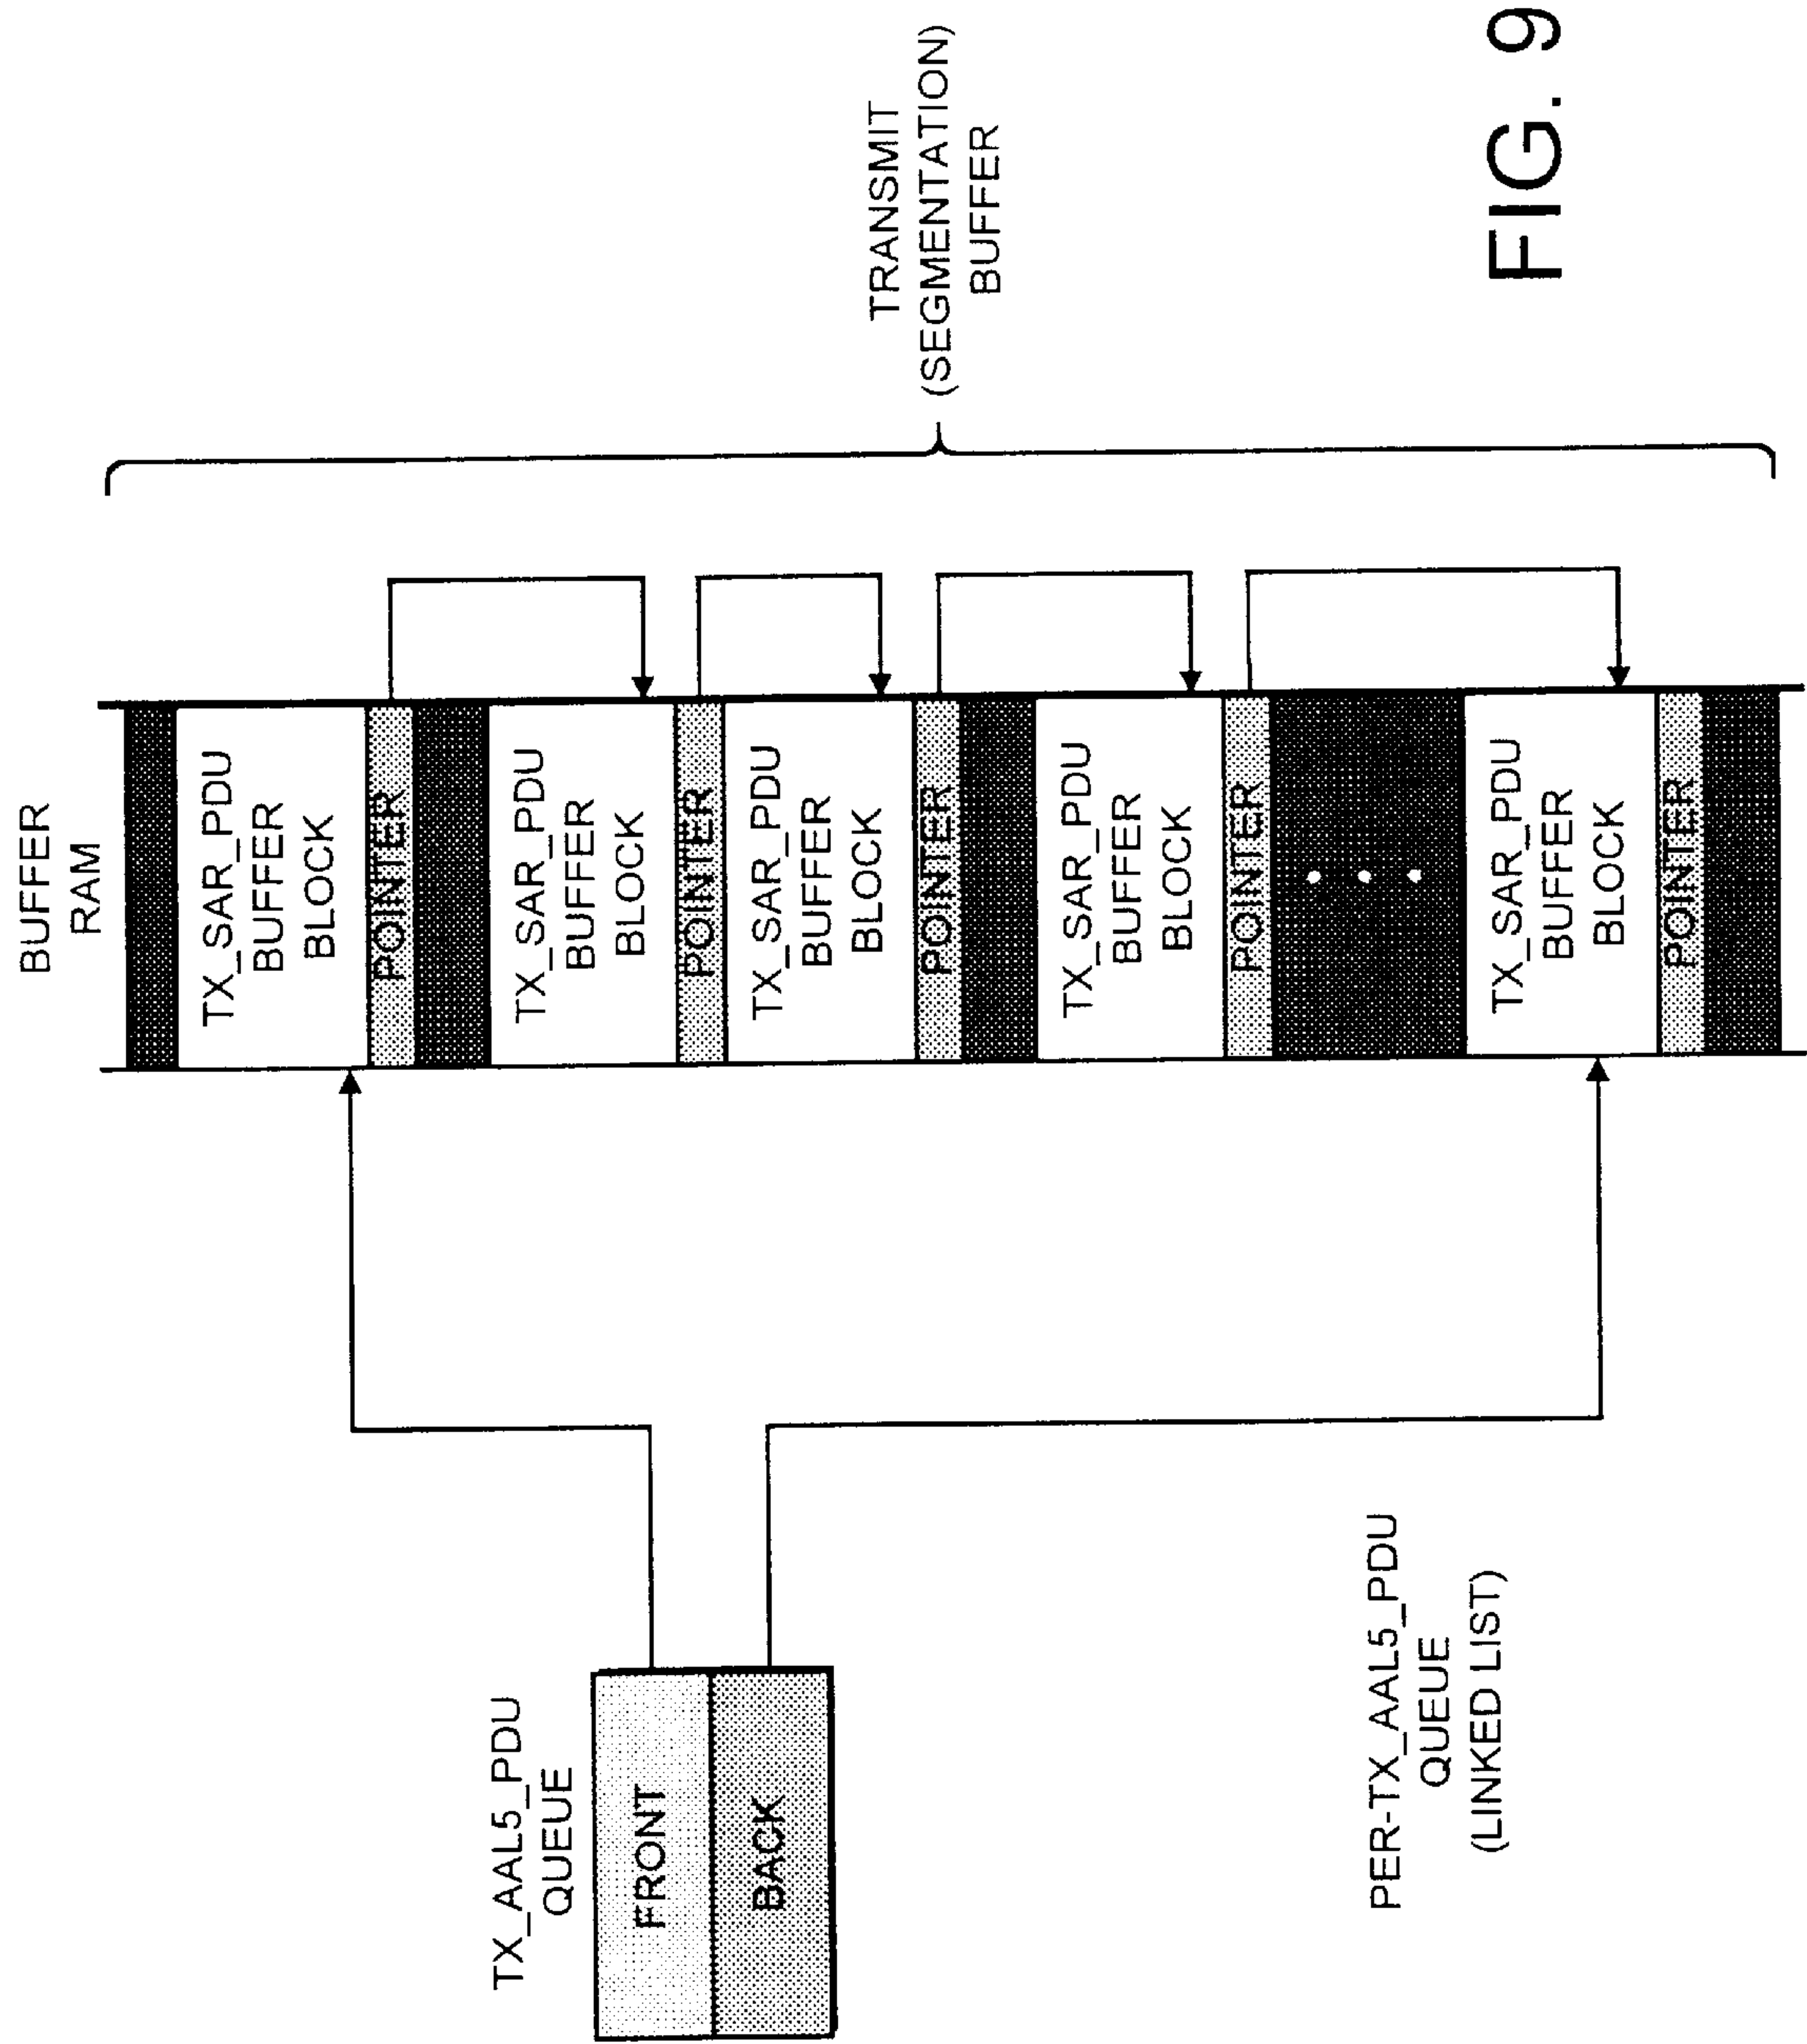 BUFFER
RAM
TX_SAR_PDU
BUFFER
BLOCK
POINTER
TX_SAR_PDU
BUFFER
BLOCK
POINTER
TX_SAR_PDU
BUFFER
BLOCK
POINTER
TX_SAR_PDU
BUFFER
BLOCK
POINTER
TX_SAR_PDU
BUFFER
BLOCK
POINTER
TX_AAL5_PDU
QUEUE
FRONT
BACK
PER-TX_AAL5_PDU
QUEUE
(LINKED LIST)
TRANSMIT
(SEGMENTATION)
BUFFER
FIG. 9